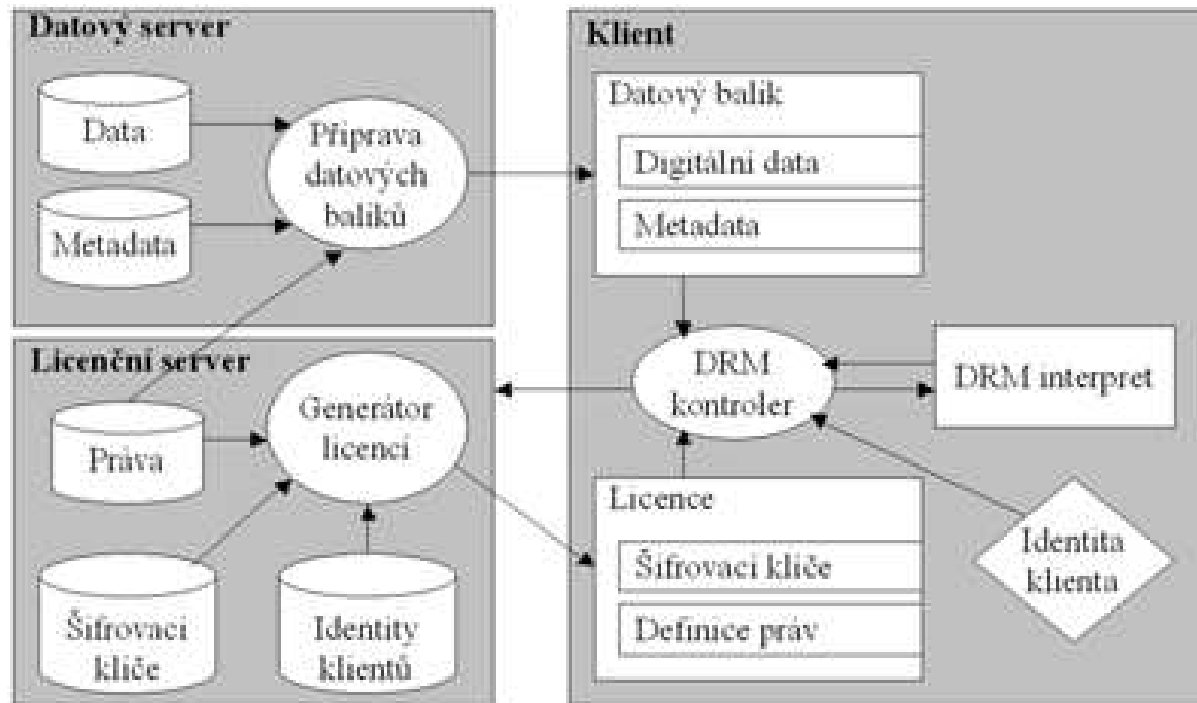 Datový server
Data
Metadata
Příprava
datových
balíků
Licenční server
Práva
Generátor
licencí
Šifrovací
klíče
Identity
klientů
Klient
Datový balík
Digitální data
Metadata
DRM
kontroler
DRM interpret
Licence
Šifrovací klíče
Definice práv
Identita
klienta